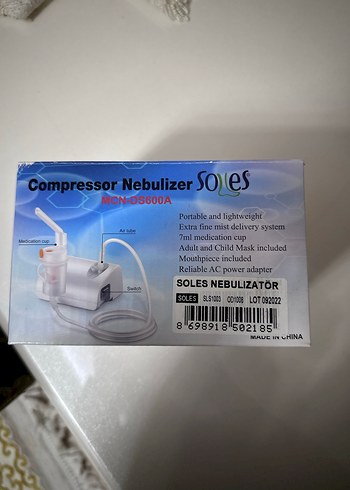 Compressor Nebulizer soles
MCN-DS600A
Portable and lightweight
Extra fine mist delivery system
7ml medication cup
Adult and Child Mask included
Mouthpiece included
Reliable AC power adapter
Air tube
Medication cup
Switch
SOLES NEBULIZATÖR
SOLES SLS1003 OD1008 LOT 092022
8 698918 502185
MADE IN CHINA